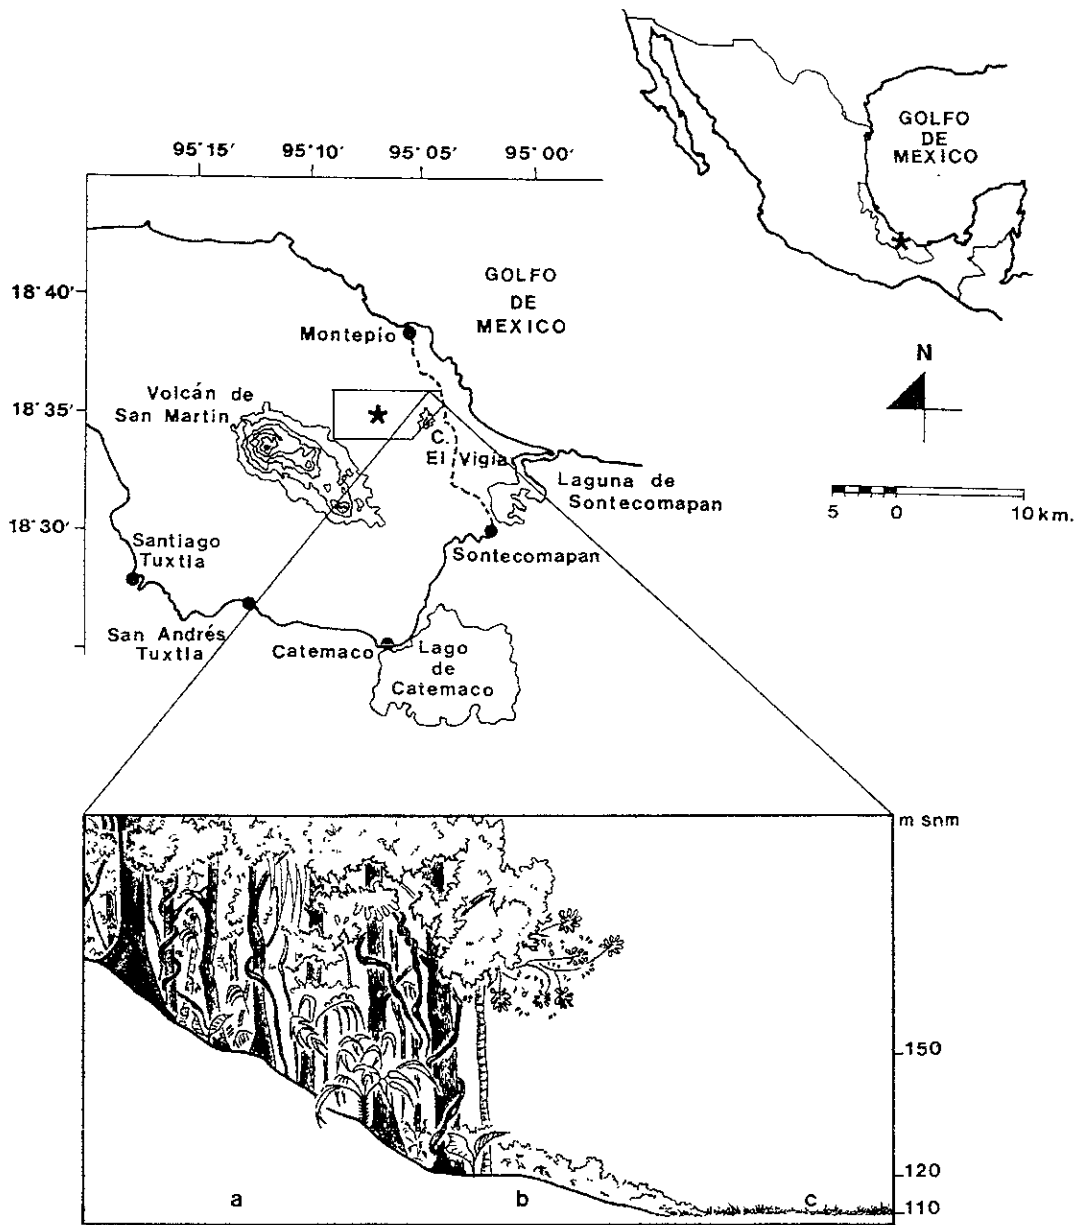 GOLFO
DE
MEXICO
95°15'
95°10'
95°05'
95°00'
18°40'
18°35'
18°30'
GOLFO
DE
MEXICO
Montepío
Volcán de
San Martin
C.
El Vigía
Laguna de
Sontecomapan
Sontecomapan
Santiago
Tuxtla
San Andrés
Tuxtla
Catemaco
Lago
de
Catemaco
N
5 0 10 km.
m snm
150
120
110
a b c